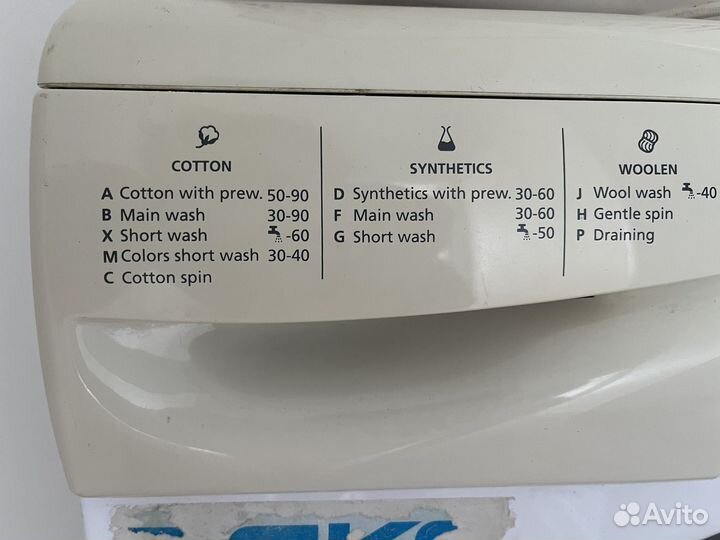 COTTON
A Cotton with prew. 50-90
B Main wash 30-90
X Short wash -60
M Colors short wash 30-40
C Cotton spin
SYNTHETICS
D Synthetics with prew. 30-60
F Main wash 30-60
G Short wash -50
WOOLEN
J Wool wash -40
H Gentle spin
P Draining
Avito